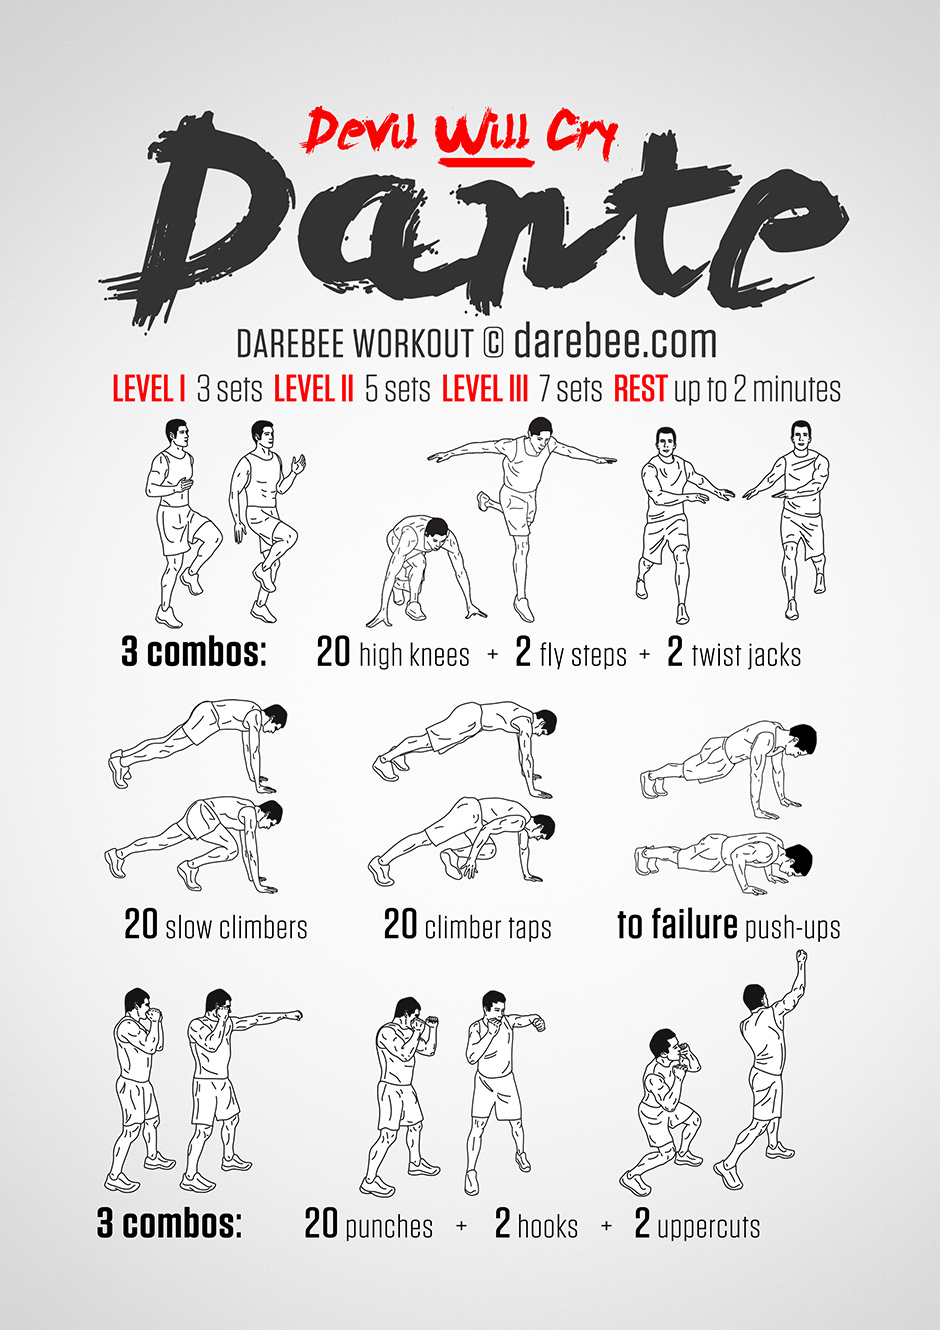 Devil Will Cry
Dante
DAREBEE WORKOUT © darebee.com
LEVEL I 3 sets LEVEL II 5 sets LEVEL III 7 sets REST up to 2 minutes
3 combos: 20 high knees + 2 fly steps + 2 twist jacks
20 slow climbers 20 climber taps to failure push-ups
3 combos: 20 punches + 2 hooks + 2 uppercuts